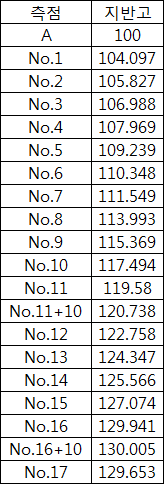 측점 지반고
A 100
No.1 104.097
No.2 105.827
No.3 106.988
No.4 107.969
No.5 109.239
No.6 110.348
No.7 111.549
No.8 113.993
No.9 115.369
No.10 117.494
No.11 119.58
No.11+10 120.738
No.12 122.758
No.13 124.347
No.14 125.566
No.15 127.074
No.16 129.941
No.16+10 130.005
No.17 129.653